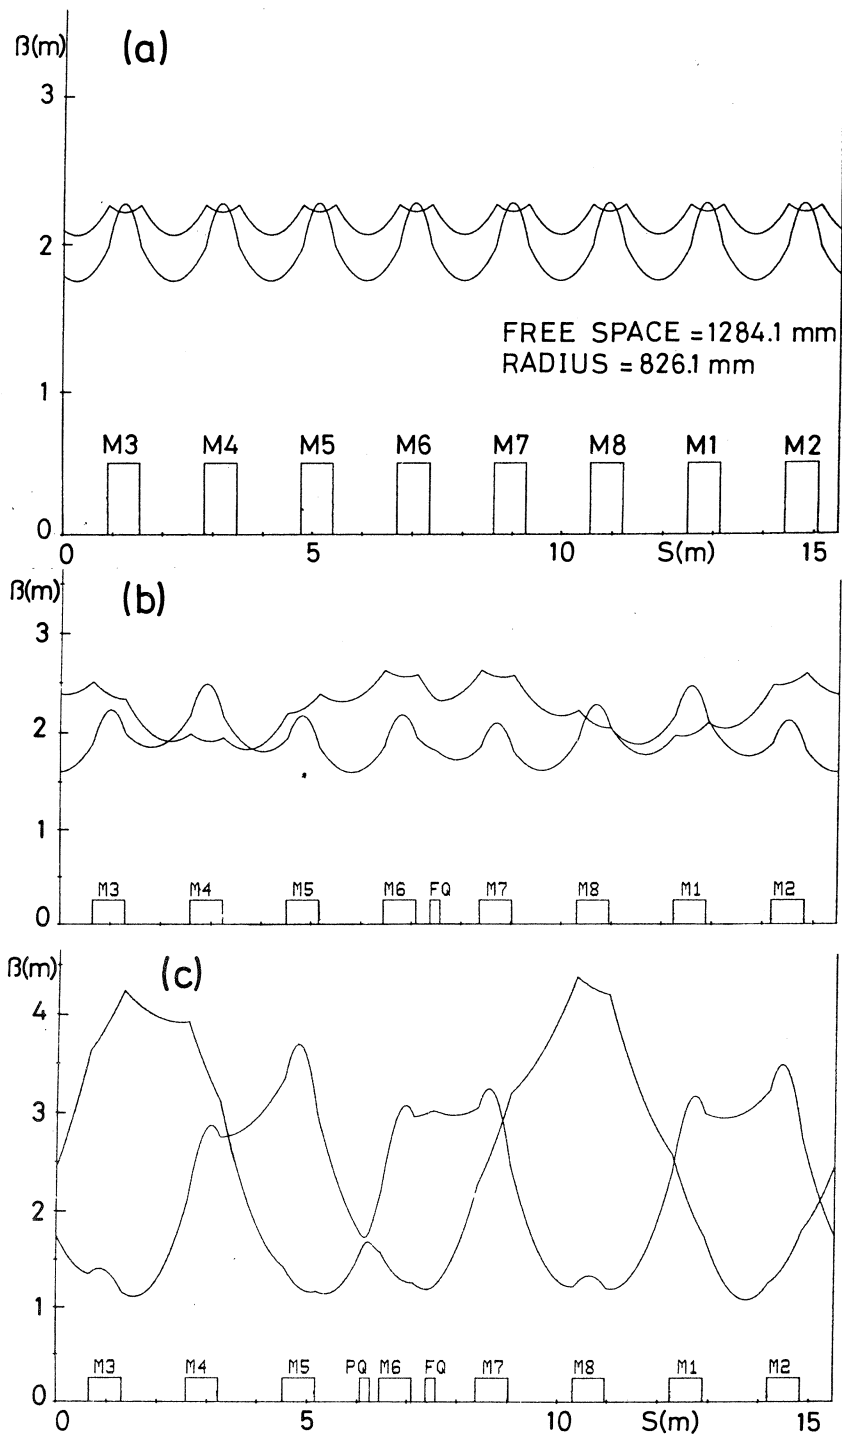 (a)
β(m)
3
2
1
0
FREE SPACE = 1284.1 mm
RADIUS = 826.1 mm
M3 M4 M5 M6 M7 M8 M1 M2
0 5 10 S(m) 15
(b)
β(m)
3
2
1
0
M3 M4 M5 M6 FQ M7 M8 M1 M2
(c)
β(m)
4
3
2
1
0
M3 M4 M5 PQ M6 FQ M7 M8 M1 M2
0 5 10 S(m) 15